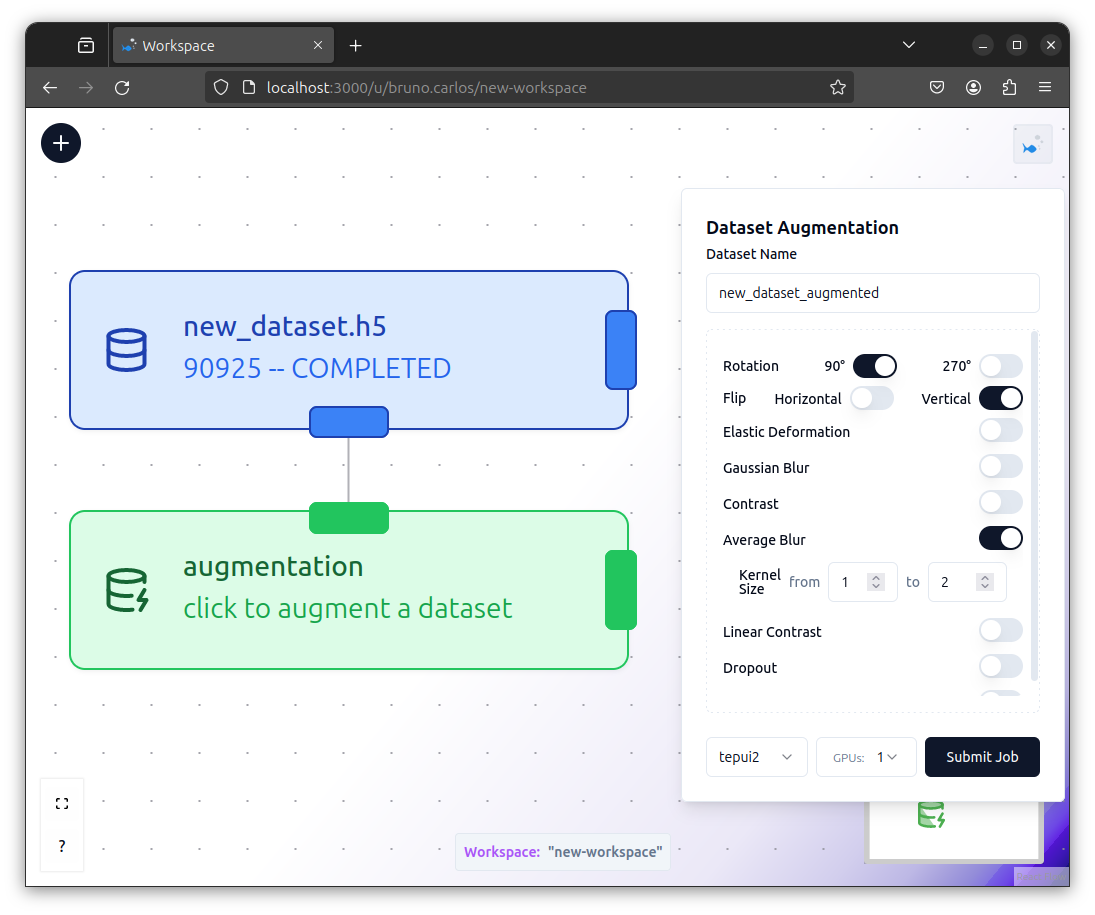 Workspace
localhost:3000/u/bruno.carlos/new-workspace
new_dataset.h5
90925 -- COMPLETED
augmentation
click to augment a dataset
Dataset Augmentation
Dataset Name
new_dataset_augmented
Rotation 90° 270°
Flip Horizontal Vertical
Elastic Deformation
Gaussian Blur
Contrast
Average Blur
Kernel Size from 1 to 2
Linear Contrast
Dropout
tepui2 GPUs: 1 Submit Job
?
Workspace: "new-workspace"